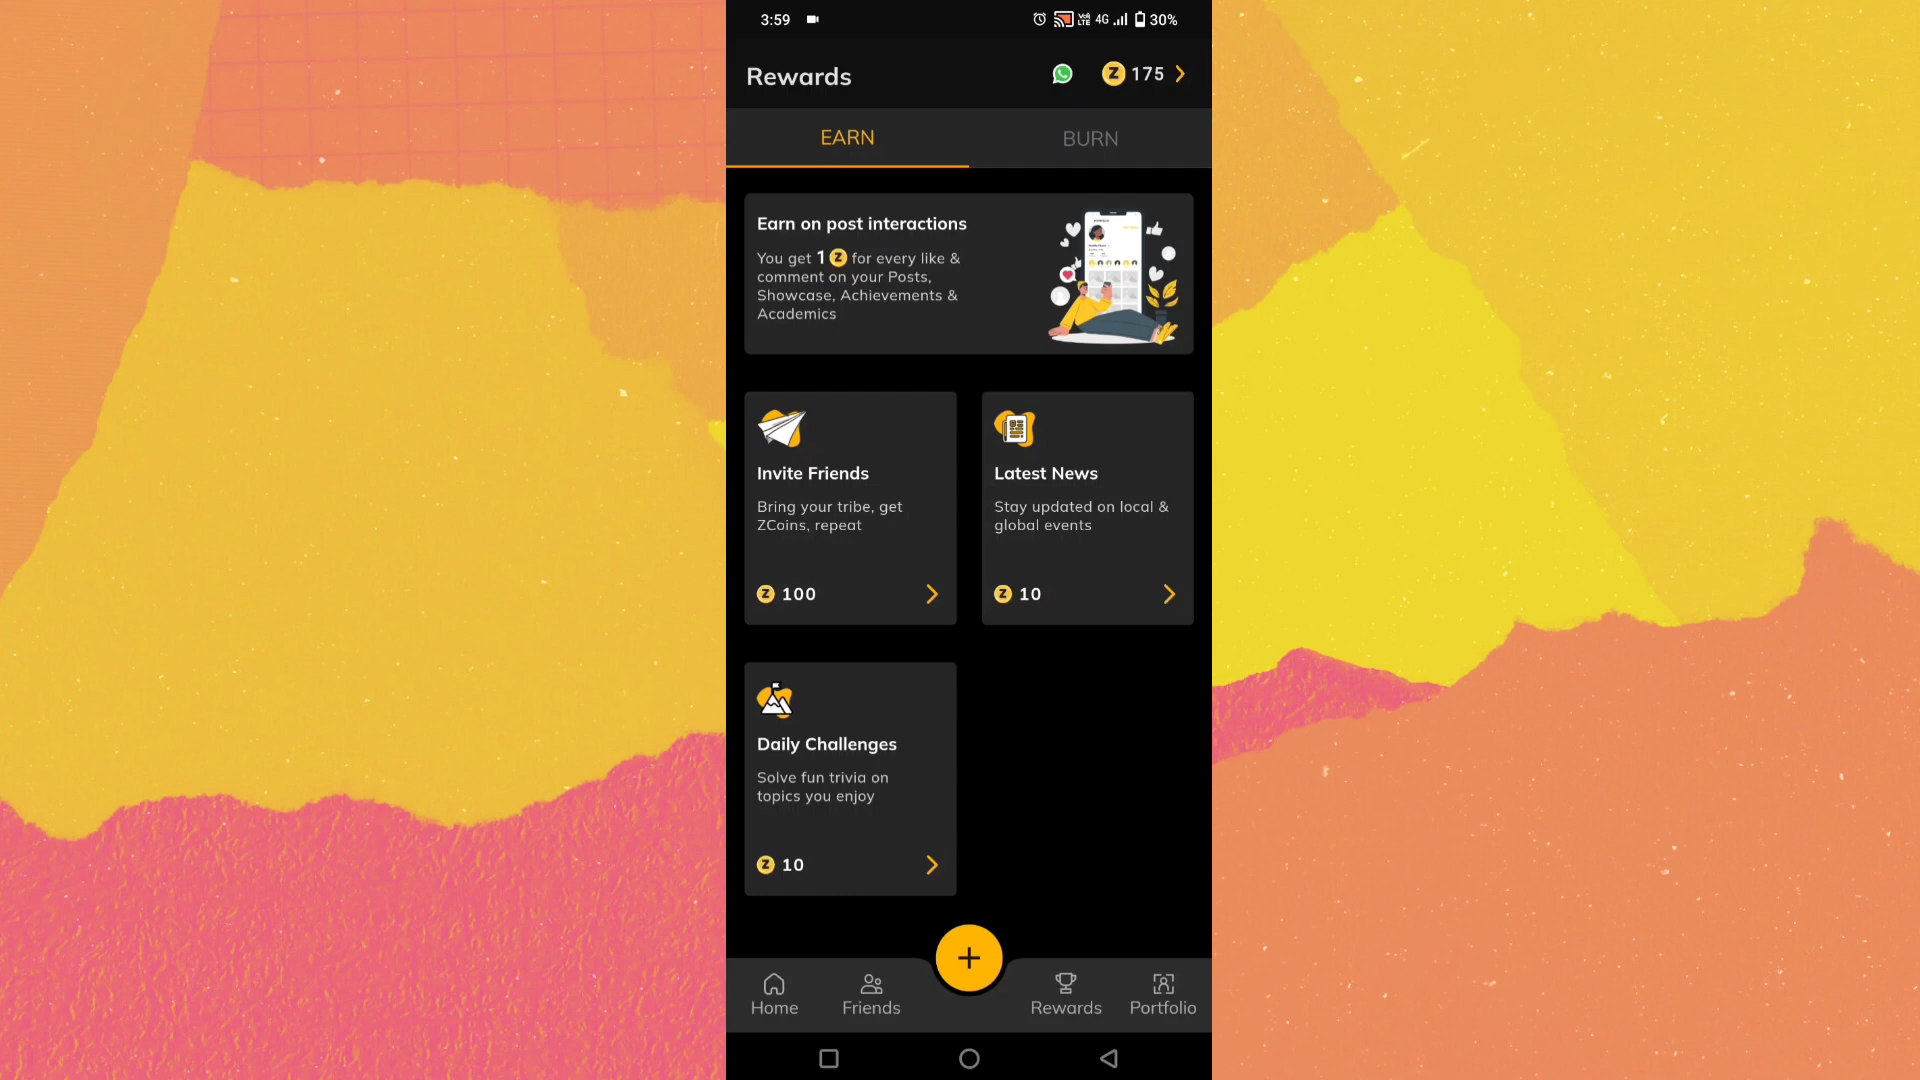 3:59
4G 30%
Rewards
175
EARN
BURN
Earn on post interactions
You get 1 Z for every like &
comment on your Posts,
Showcase, Achievements &
Academics
Invite Friends
Bring your tribe, get
ZCoins, repeat
Z 100
Latest News
Stay updated on local &
global events
Z 10
Daily Challenges
Solve fun trivia on
topics you enjoy
Z 10
Home
Friends
Rewards
Portfolio